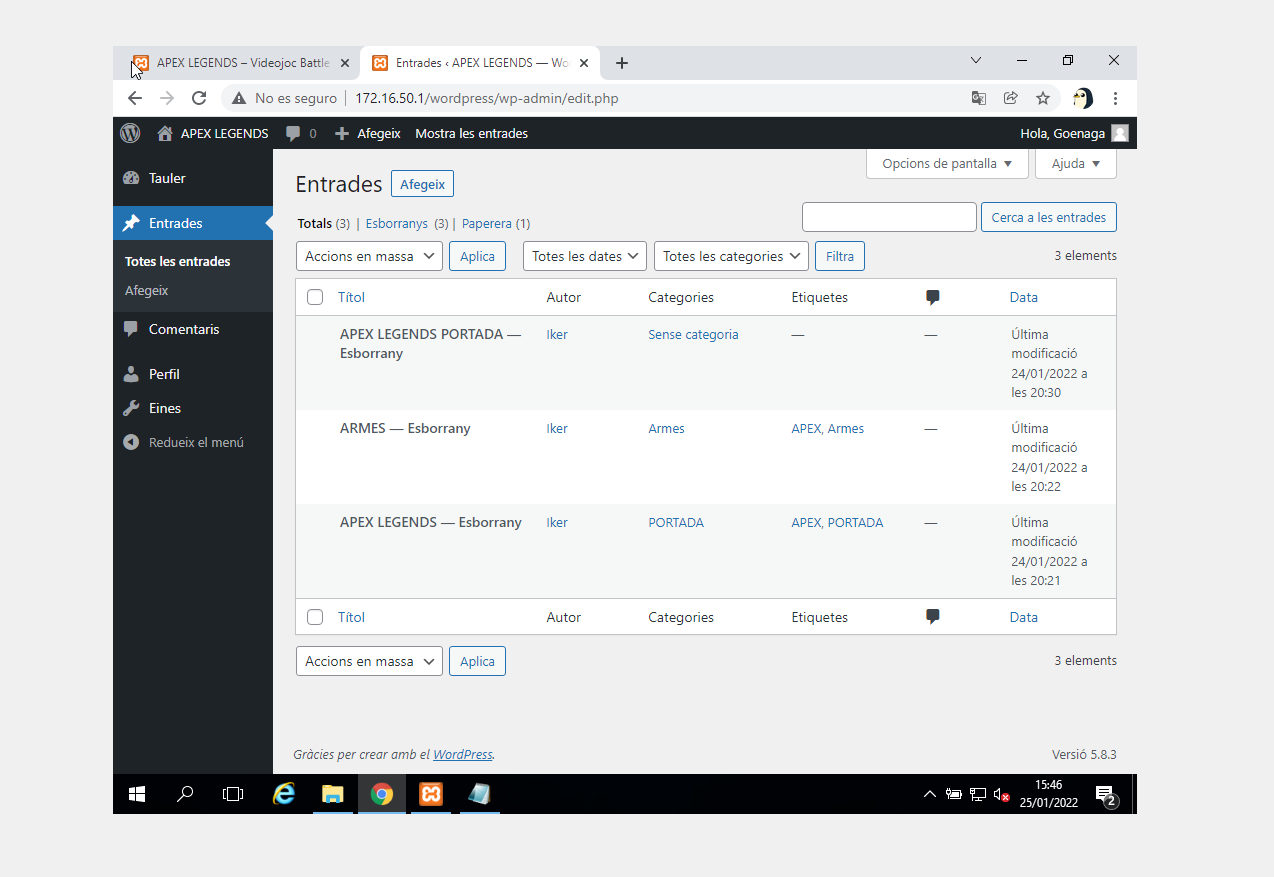 APEX LEGENDS – Videojoc Battle
Entrades ‹ APEX LEGENDS — Wo
No es seguro 172.16.50.1/wordpress/wp-admin/edit.php
APEX LEGENDS 0 Afegeix Mostra les entrades Hola, Goenaga
Tauler
Entrades
Totes les entrades
Afegeix
Comentaris
Perfil
Eines
Redueix el menú
Opcions de pantalla Ajuda
Entrades Afegeix
Totals (3) | Esborranys (3) | Paperera (1)
Cerca a les entrades
Accions en massa Aplica Totes les dates Totes les categories Filtra 3 elements
Títol Autor Categories Etiquetes Data
APEX LEGENDS PORTADA — Iker Sense categoria — — Última
Esborrany modificació
24/01/2022 a
les 20:30
ARMES — Esborrany Iker Armes APEX, Armes — Última
modificació
24/01/2022 a
les 20:22
APEX LEGENDS — Esborrany Iker PORTADA APEX, PORTADA — Última
modificació
24/01/2022 a
les 20:21
Títol Autor Categories Etiquetes Data
Accions en massa Aplica 3 elements
Gràcies per crear amb el WordPress. Versió 5.8.3
15:46
25/01/2022
2